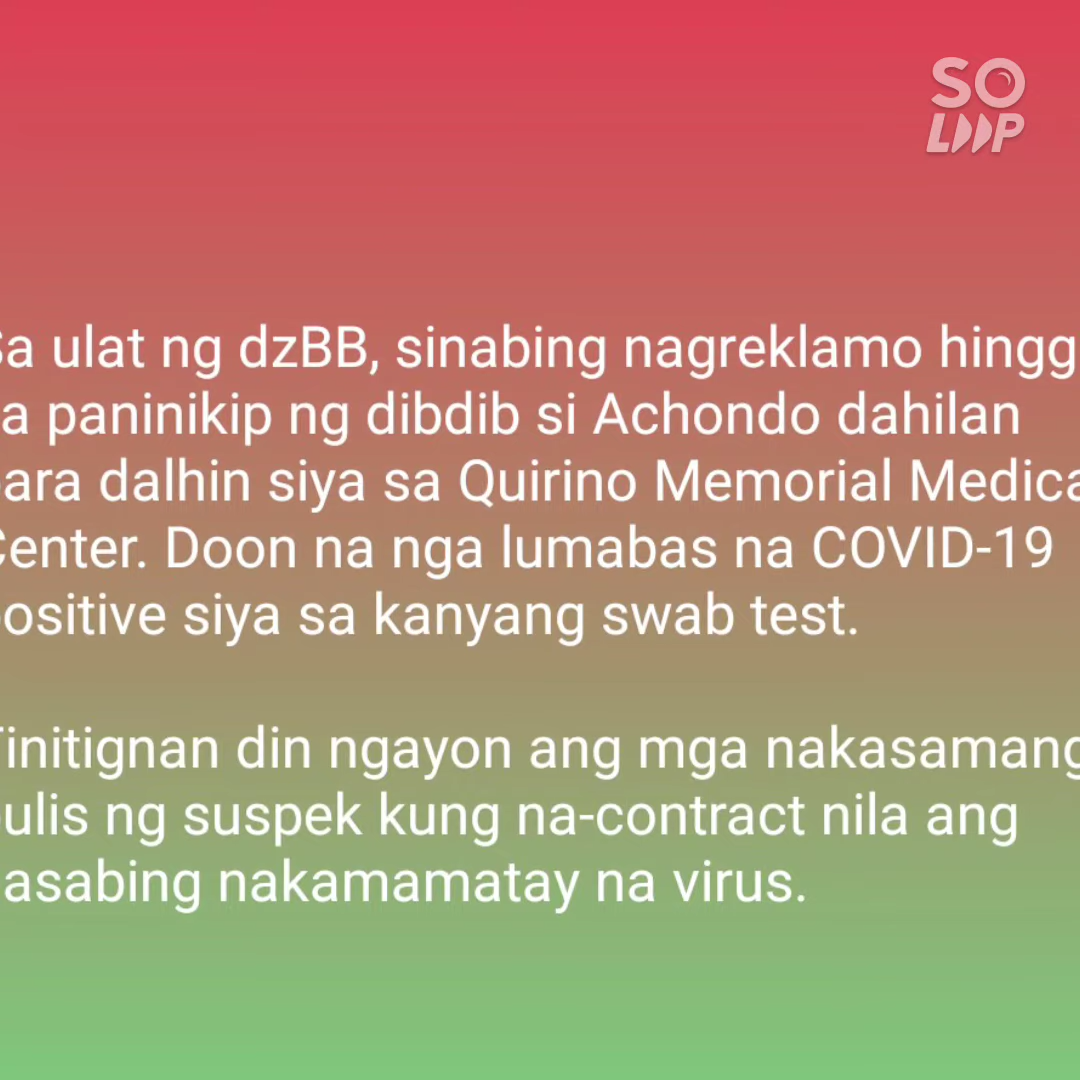 SO
LOOP
Sa ulat ng dzBB, sinabing nagreklamo hingg
a paninikip ng dibdib si Achondo dahilan
para dalhin siya sa Quirino Memorial Medica
Center. Doon na nga lumabas na COVID-19
positive siya sa kanyang swab test.
Tinitignan din ngayon ang mga nakasamang
pulis ng suspek kung na-contract nila ang
asabing nakamamatay na virus.